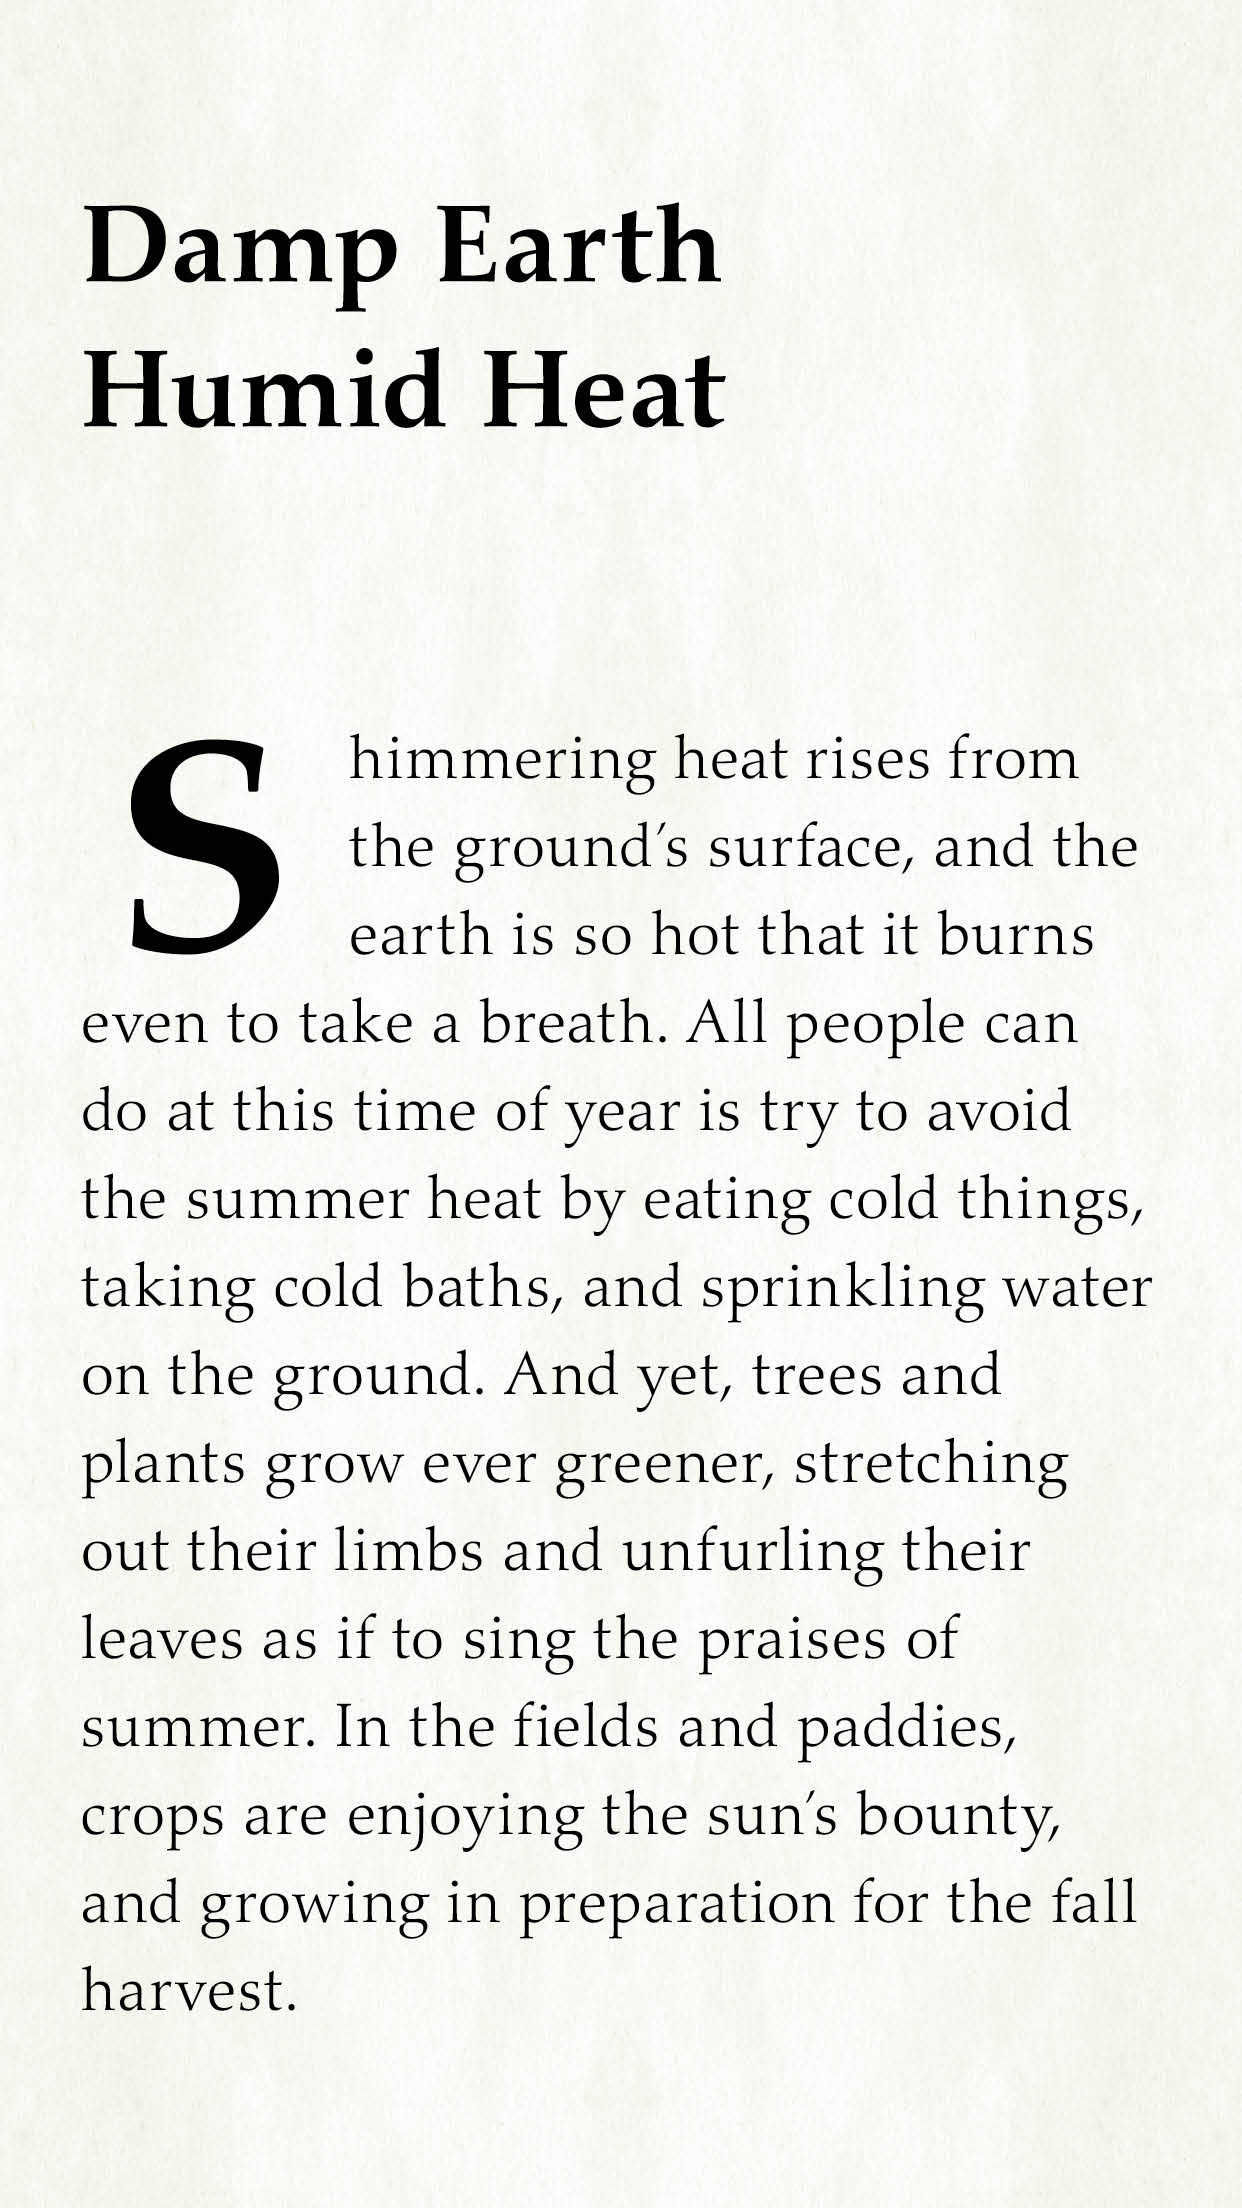 Damp Earth
Humid Heat
Shimmering heat rises from
the ground's surface, and the
earth is so hot that it burns
even to take a breath. All people can
do at this time of year is try to avoid
the summer heat by eating cold things,
taking cold baths, and sprinkling water
on the ground. And yet, trees and
plants grow ever greener, stretching
out their limbs and unfurling their
leaves as if to sing the praises of
summer. In the fields and paddies,
crops are enjoying the sun's bounty,
and growing in preparation for the fall
harvest.